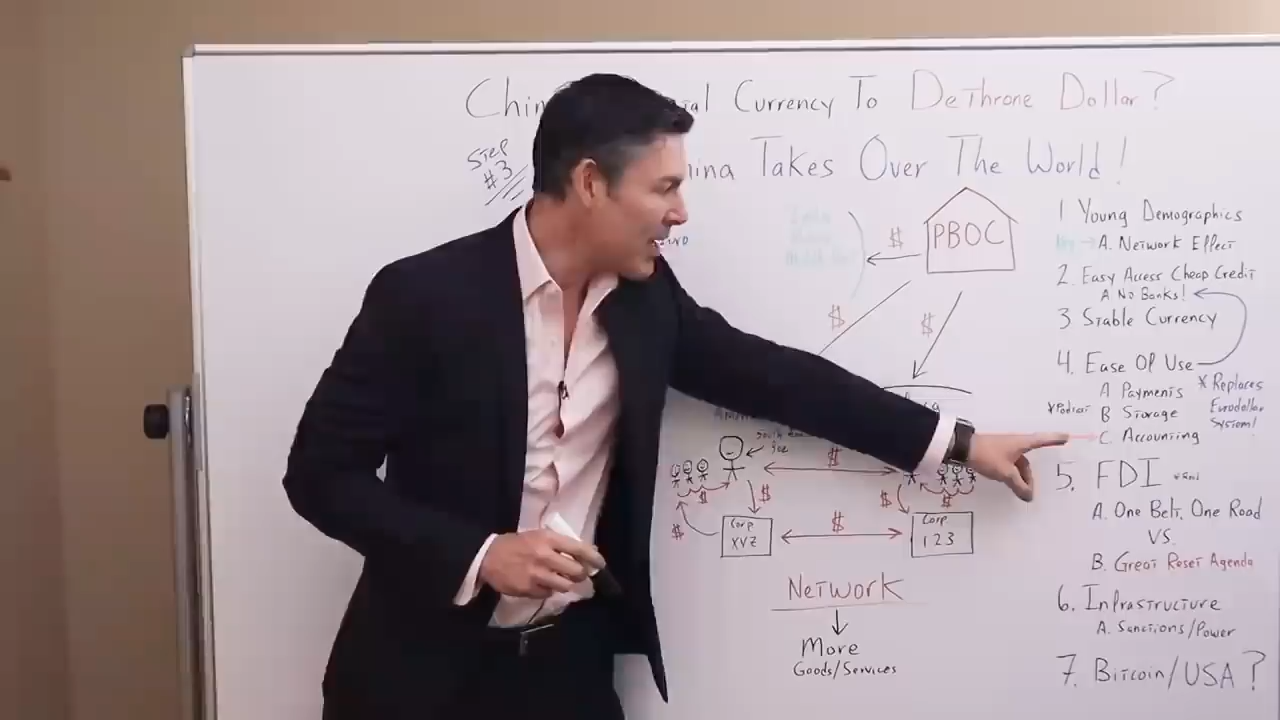 Currency To Dethrone Dollar?
Step
#3
Takes Over The World!
PBOC
$
$
$
1 Young Demographics
A. Network Effect
2. Easy Access Cheap Credit
A No Banks!
3 Stable Currency
4. Ease Of Use
A Payments
B Storage
C. Accounting
* Replaces
Eurodollar
System!
5. FDI
A. One Belt, One Road
VS.
B. Great Reset Agenda
6. Infrastructure
A. Sanctions/Power
7. Bitcoin/USA?
$
$
$
$
$
$
$
Corp
XYZ
Corp
123
Network
More
Goods/Services